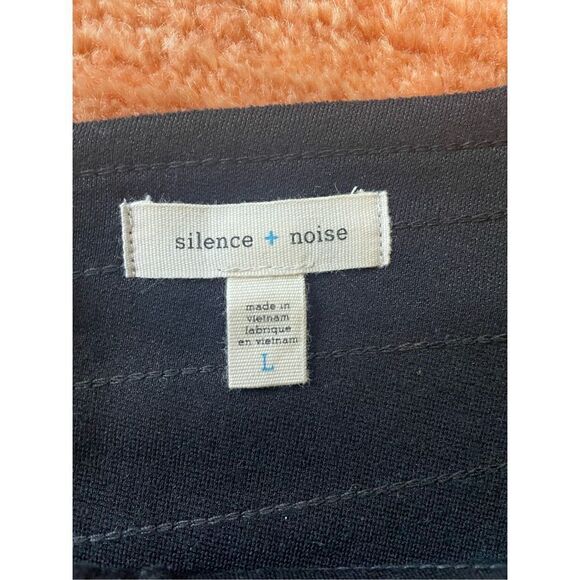 silence + noise
made in
vietnam
fabrique
en vietnam
L